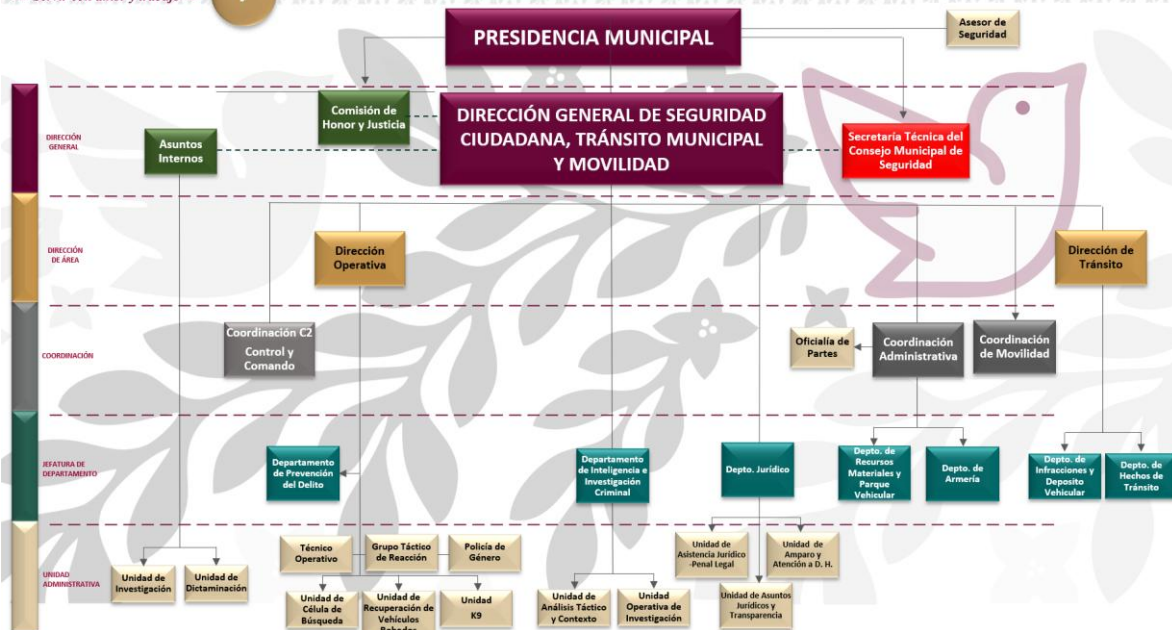 PRESIDENCIA MUNICIPAL
Asesor de
Seguridad
Comisión de
Honor y Justicia
DIRECCIÓN GENERAL DE SEGURIDAD
CIUDADANA, TRÁNSITO MUNICIPAL
Y MOVILIDAD
Asuntos
Internos
Secretaría Técnica del
Consejo Municipal de
Seguridad
DIRECCIÓN
GENERAL
DIRECCIÓN
DE ÁREA
Dirección
Operativa
Dirección de
Tránsito
COORDINACIÓN
Coordinación C2
Control y
Comando
Oficialía de
Partes
Coordinación
Administrativa
Coordinación
de Movilidad
JEFATURA DE
DEPARTAMENTO
Departamento
de Prevención
del Delito
Departamento
de Inteligencia e
Investigación
Criminal
Depto. Jurídico
Depto. de
Recursos
Materiales y
Parque
Vehicular
Depto. de
Armería
Depto. de
Infracciones y
Deposito
Vehicular
Depto. de
Hechos de
Tránsito
UNIDAD
ADMINISTRATIVA
Unidad de
Investigación
Unidad de
Dictaminación
Técnico
Operativo
Grupo Táctico
de Reacción
Policía de
Género
Unidad de
Célula de
Búsqueda
Unidad de
Recuperación de
Vehículos
Unidad
K9
Unidad de
Análisis Táctico
y Contexto
Unidad
Operativa de
Investigación
Unidad de
Asistencia Jurídico
-Penal Legal
Unidad de
Amparo y
Atención a D. H.
Unidad de Asuntos
Jurídicos y
Transparencia